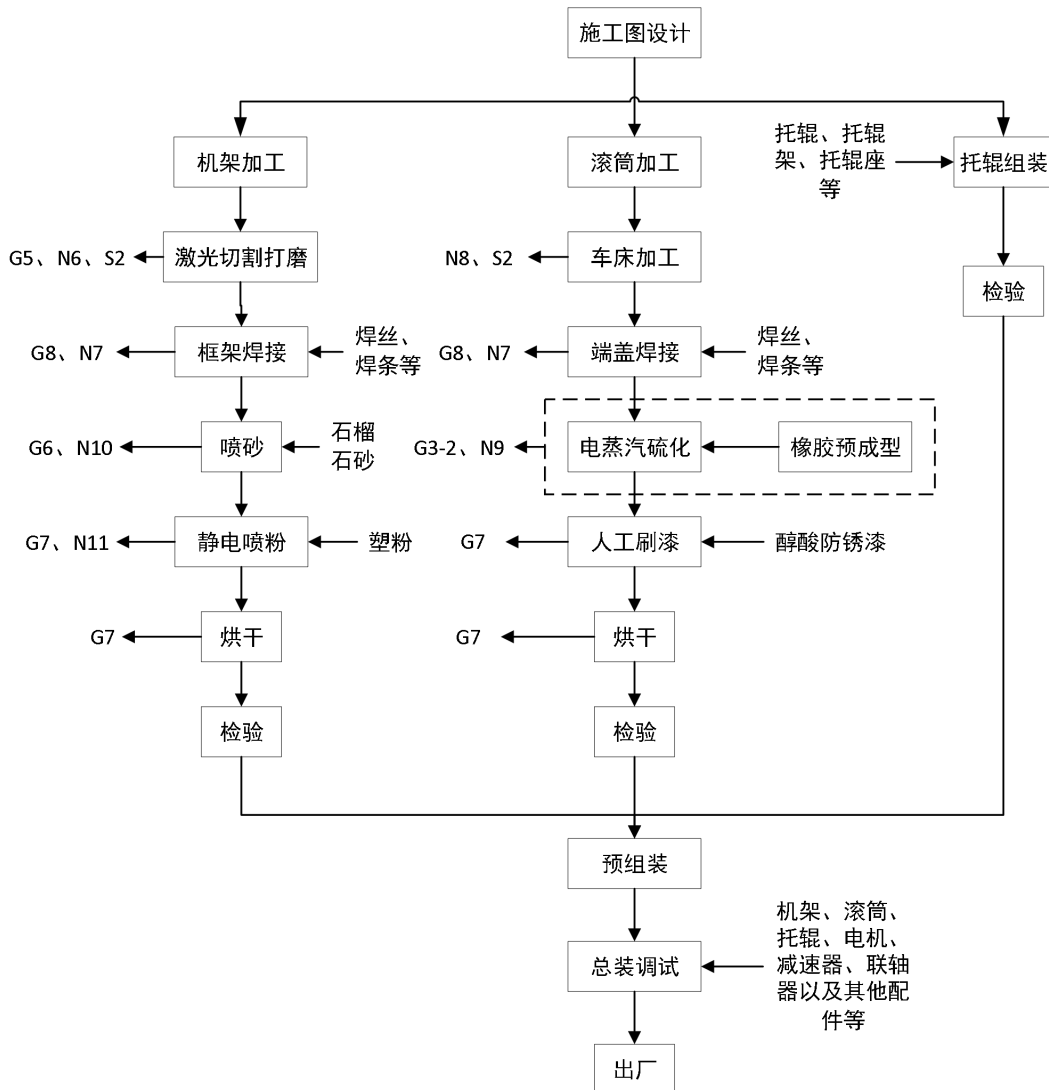 施工图设计
机架加工
滚筒加工
托辊、托辊
架、托辊座
等
托辊组装
G5、N6、S2
激光切割打磨
N8、S2
车床加工
检验
G8、N7
框架焊接
焊丝、
焊条等
G8、N7
端盖焊接
焊丝、
焊条等
G6、N10
喷砂
石榴
石砂
G3-2、N9
电蒸汽硫化
橡胶预成型
G7、N11
静电喷粉
塑粉
G7
人工刷漆
醇酸防锈漆
G7
烘干
G7
烘干
检验
检验
预组装
总装调试
机架、滚筒、
托辊、电机、
减速器、联轴
器以及其他配
件等
出厂